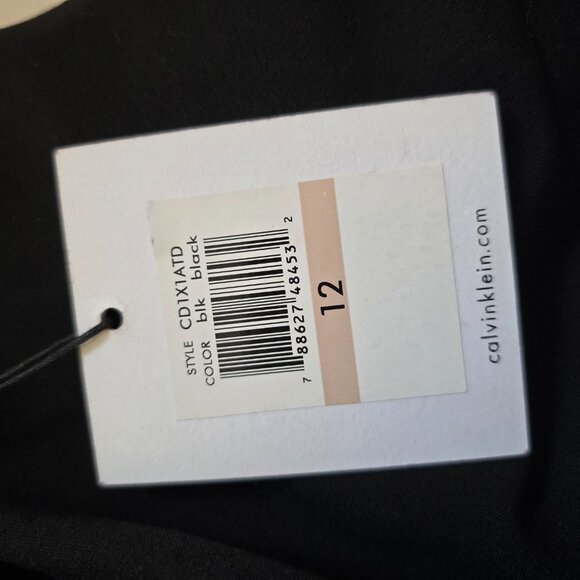 STYLE CD1X1ATD
COLOR blk black
7 88627 48453 2
12
calvinklein.com